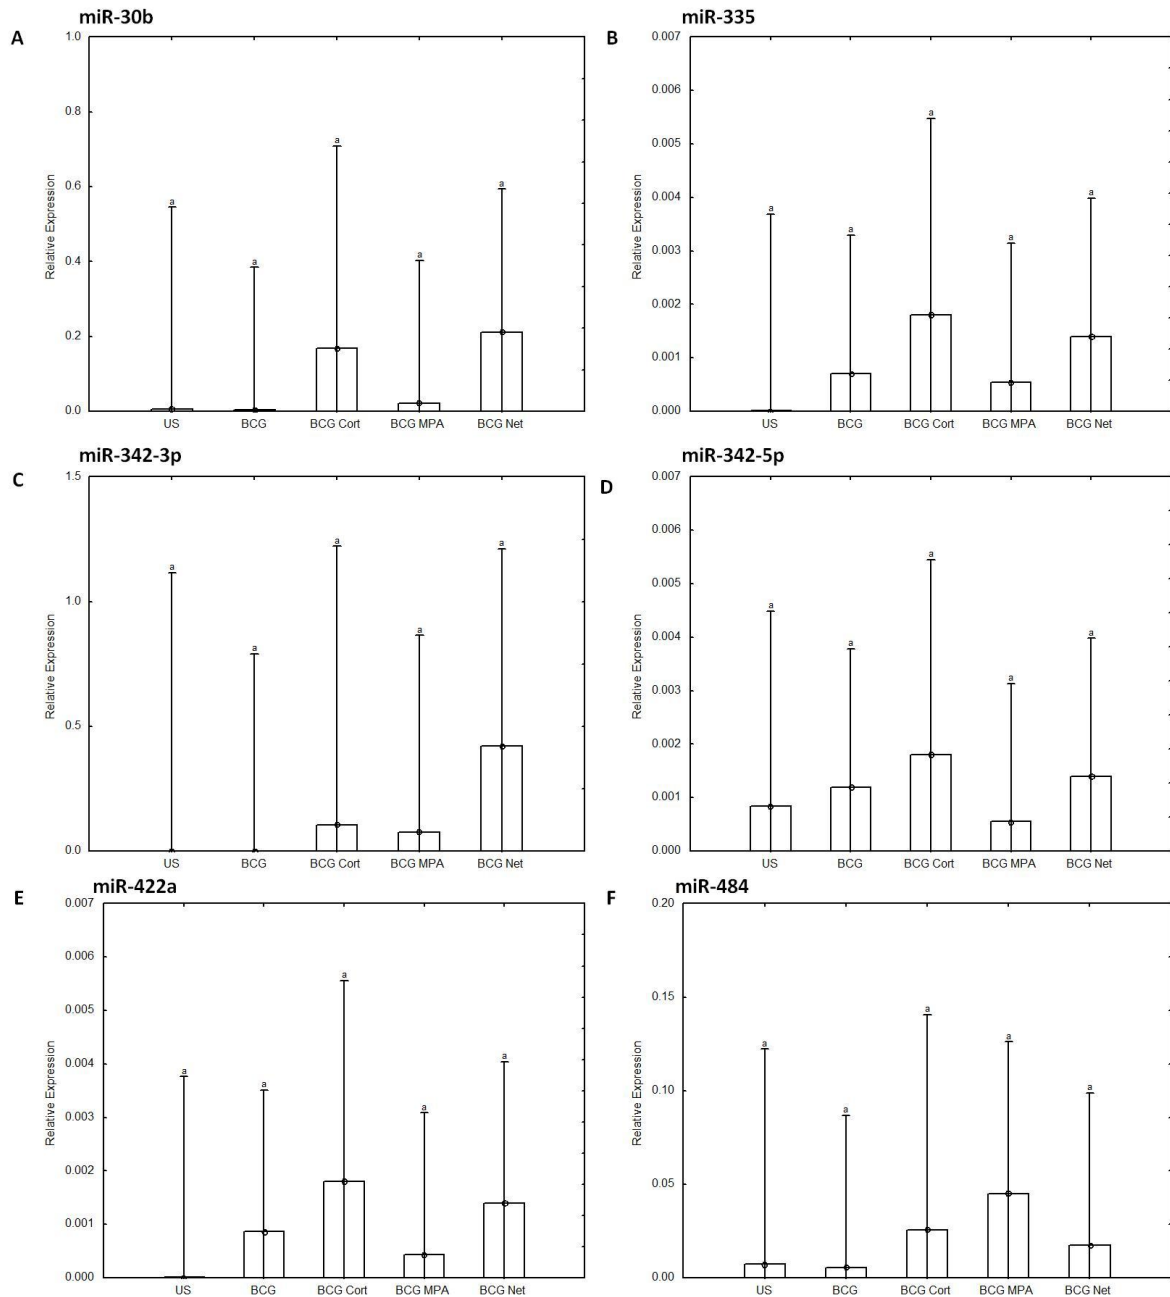 miR-30b
A
1.0
0.8
0.6
0.4
0.2
0.0
Relative Expression
a a a a a
US BCG BCG Cort BCG MPA BCG Net
miR-335
B
0.007
0.006
0.005
0.004
0.003
0.002
0.001
0.000
Relative Expression
a a a a a
US BCG BCG Cort BCG MPA BCG Net
miR-342-3p
C
1.5
1.0
0.5
0.0
Relative Expression
a a a a a
US BCG BCG Cort BCG MPA BCG Net
miR-342-5p
D
0.007
0.006
0.005
0.004
0.003
0.002
0.001
0.000
Relative Expression
a a a a a
US BCG BCG Cort BCG MPA BCG Net
miR-422a
E
0.007
0.006
0.005
0.004
0.003
0.002
0.001
0.000
Relative Expression
a a a a a
US BCG BCG Cort BCG MPA BCG Net
miR-484
F
0.20
0.15
0.10
0.05
0.00
Relative Expression
a a a a a
US BCG BCG Cort BCG MPA BCG Net